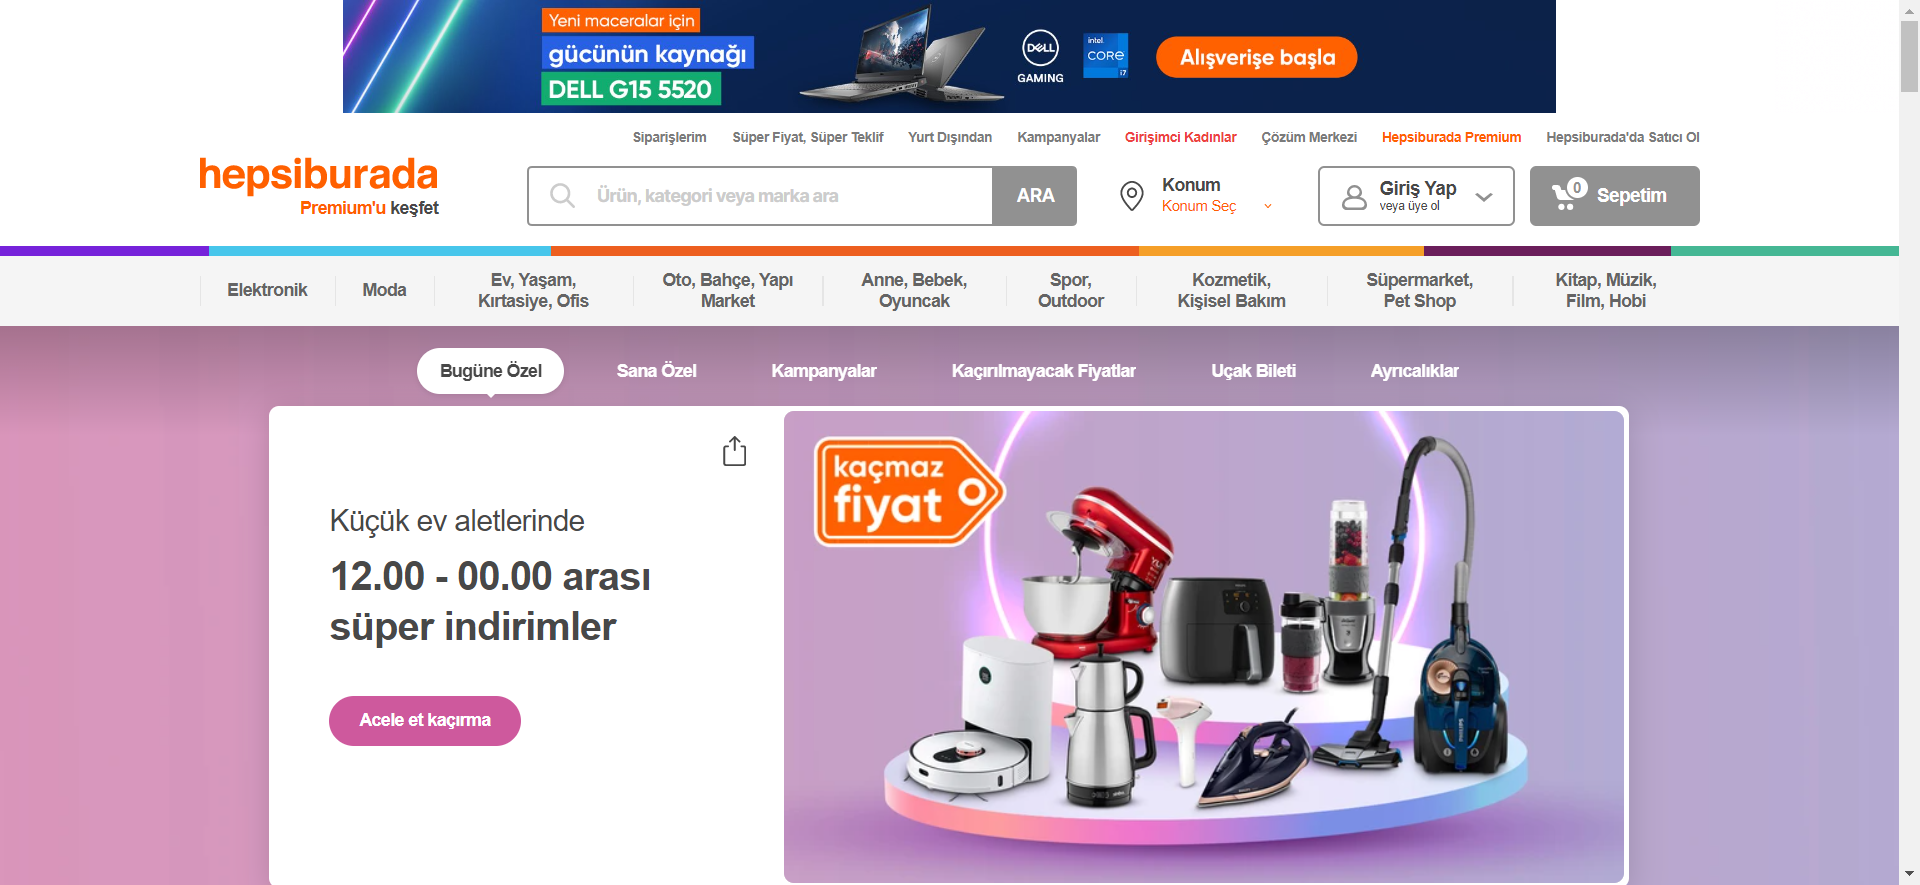 Yeni maceralar için
gücünün kaynağı
DELL G15 5520
DELL
GAMING
intel
CORE
i7
Alışverişe başla
Siparişlerim
Süper Fiyat, Süper Teklif
Yurt Dışından
Kampanyalar
Girişimci Kadınlar
Çözüm Merkezi
Hepsiburada Premium
Hepsiburada'da Satıcı Ol
hepsiburada
Premium'u keşfet
Ürün, kategori veya marka ara
ARA
Konum
Konum Seç
Giriş Yap
veya üye ol
0
Sepetim
Elektronik
Moda
Ev, Yaşam,
Kırtasiye, Ofis
Oto, Bahçe, Yapı
Market
Anne, Bebek,
Oyuncak
Spor,
Outdoor
Kozmetik,
Kişisel Bakım
Süpermarket,
Pet Shop
Kitap, Müzik,
Film, Hobi
Bugüne Özel
Sana Özel
Kampanyalar
Kaçırılmayacak Fiyatlar
Uçak Bileti
Ayrıcalıklar
Küçük ev aletlerinde
12.00 - 00.00 arası
süper indirimler
Acele et kaçırma
kaçmaz
fiyat
PHILIPS